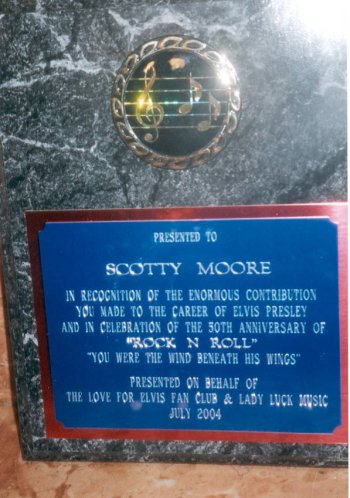 PRESENTED TO
SCOTTY MOORE
IN RECOGNITION OF THE ENORMOUS CONTRIBUTION
YOU MADE TO THE CAREER OF ELVIS PRESLEY
AND IN CELEBRATION OF THE 50TH ANNIVERSARY OF
"ROCK N ROLL"
"YOU WERE THE WIND BENEATH HIS WINGS"
PRESENTED ON BEHALF OF
THE LOVE FOR ELVIS FAN CLUB & LADY LUCK MUSIC
JULY 2004